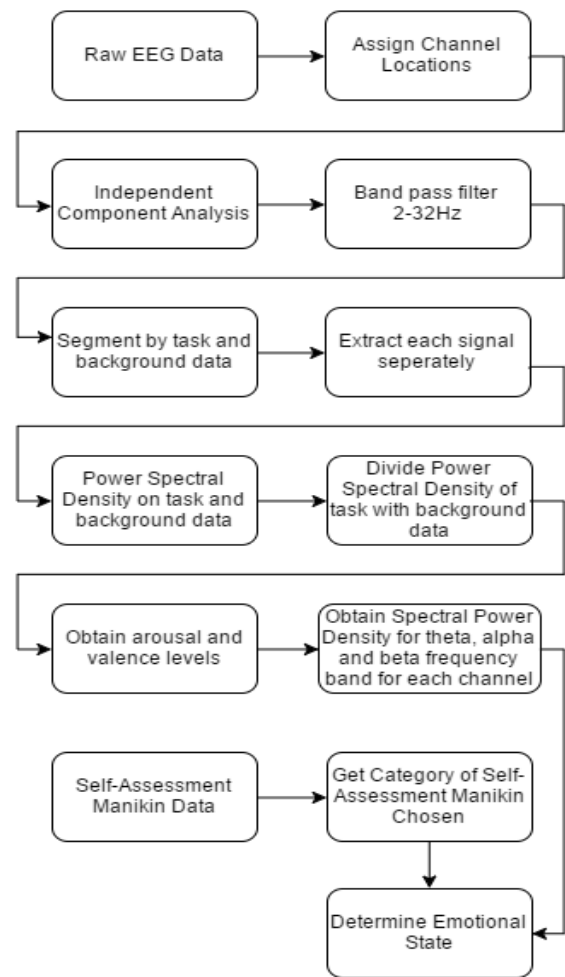 Raw EEG Data
Assign Channel
Locations
Independent
Component Analysis
Band pass filter
2-32Hz
Segment by task and
background data
Extract each signal
seperately
Power Spectral
Density on task and
background data
Divide Power
Spectral Density of
task with background
data
Obtain arousal and
valence levels
Obtain Spectral Power
Density for theta, alpha
and beta frequency
band for each channel
Self-Assessment
Manikin Data
Get Category of Self-
Assessment Manikin
Chosen
Determine Emotional
State